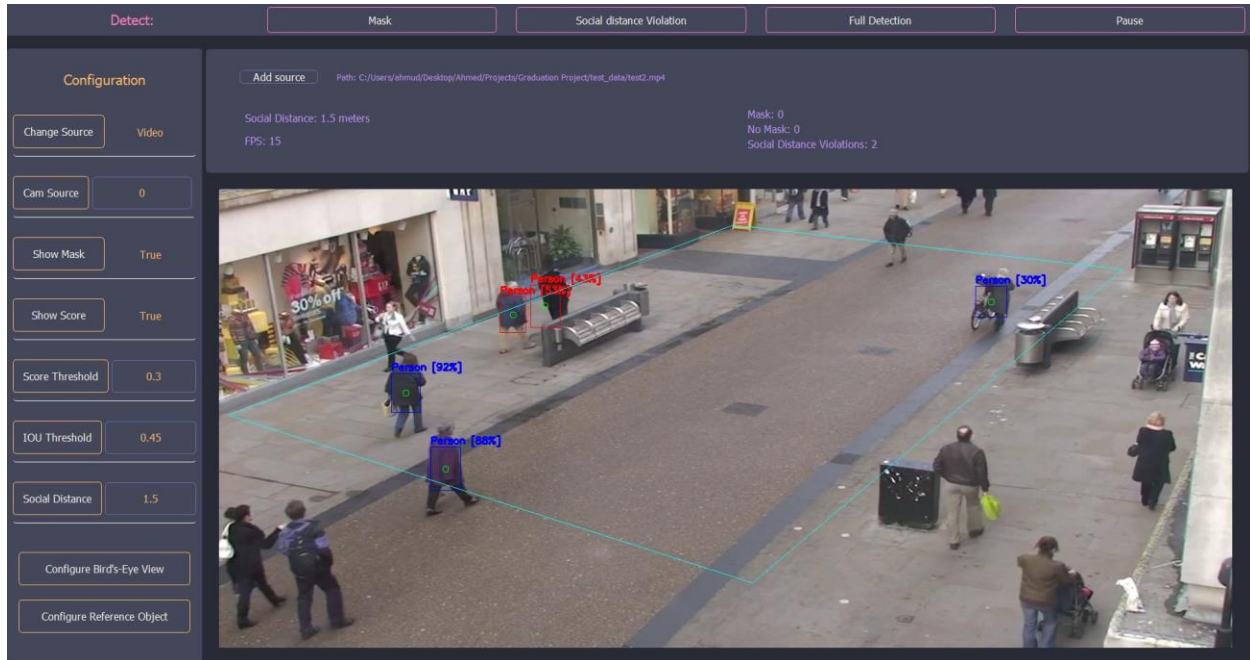 Detect:
Mask
Social distance Violation
Full Detection
Pause
Configuration
Change Source
Video
Cam Source
0
Show Mask
True
Show Score
True
Score Threshold
0.3
IOU Threshold
0.45
Social Distance
1.5
Configure Bird's-Eye View
Configure Reference Object
Add source
Path: C:/Users/ahmud/Desktop/Ahmed/Projects/Graduation Project/test_data/test2.mp4
Social Distance: 1.5 meters
FPS: 15
Mask: 0
No Mask: 0
Social Distance Violations: 2
Person [43%]
Person [53%]
Person [30%]
30% off
Person [92%]
Person [88%]